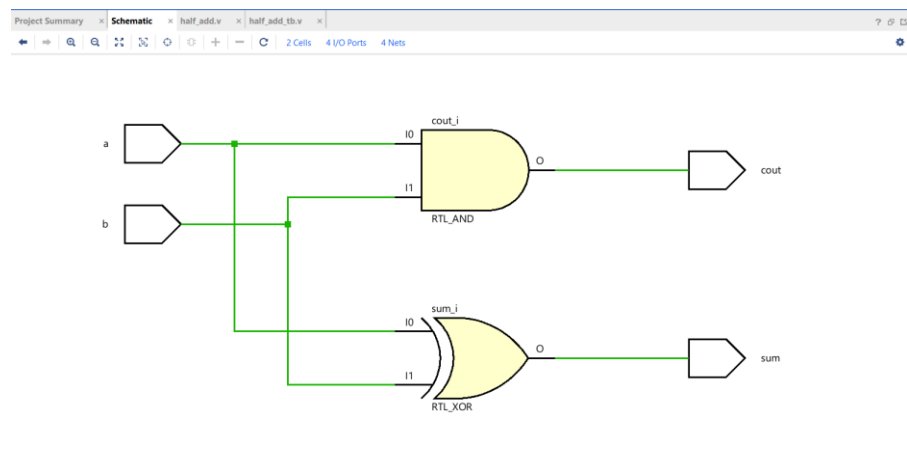 Project Summary × Schematic × half_add.v × half_add_tb.v × ? 
2 Cells 4 I/O Ports 4 Nets
cout_i
a
I0
O
cout
I1
b
RTL_AND
sum_i
I0
O
sum
I1
RTL_XOR